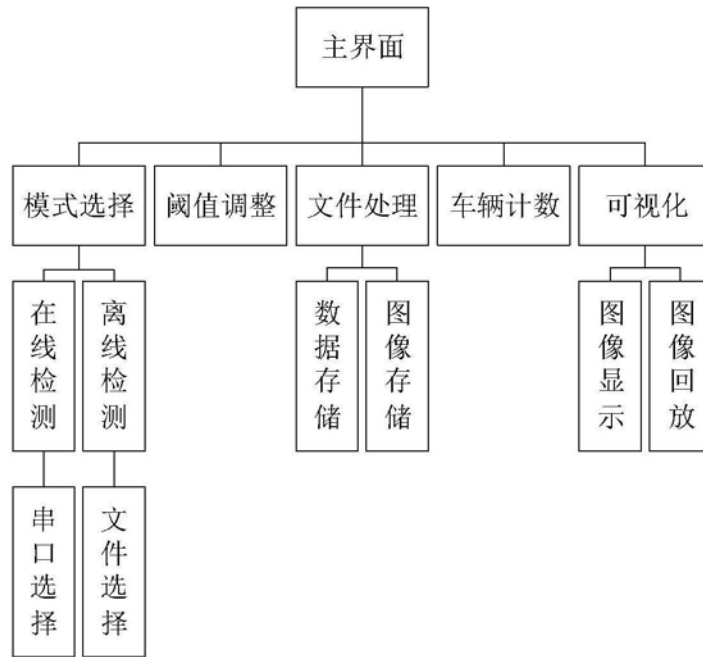 主界面
模式选择
阈值调整
文件处理
车辆计数
可视化
在线检测
离线检测
数据存储
图像存储
图像显示
图像回放
串口选择
文件选择